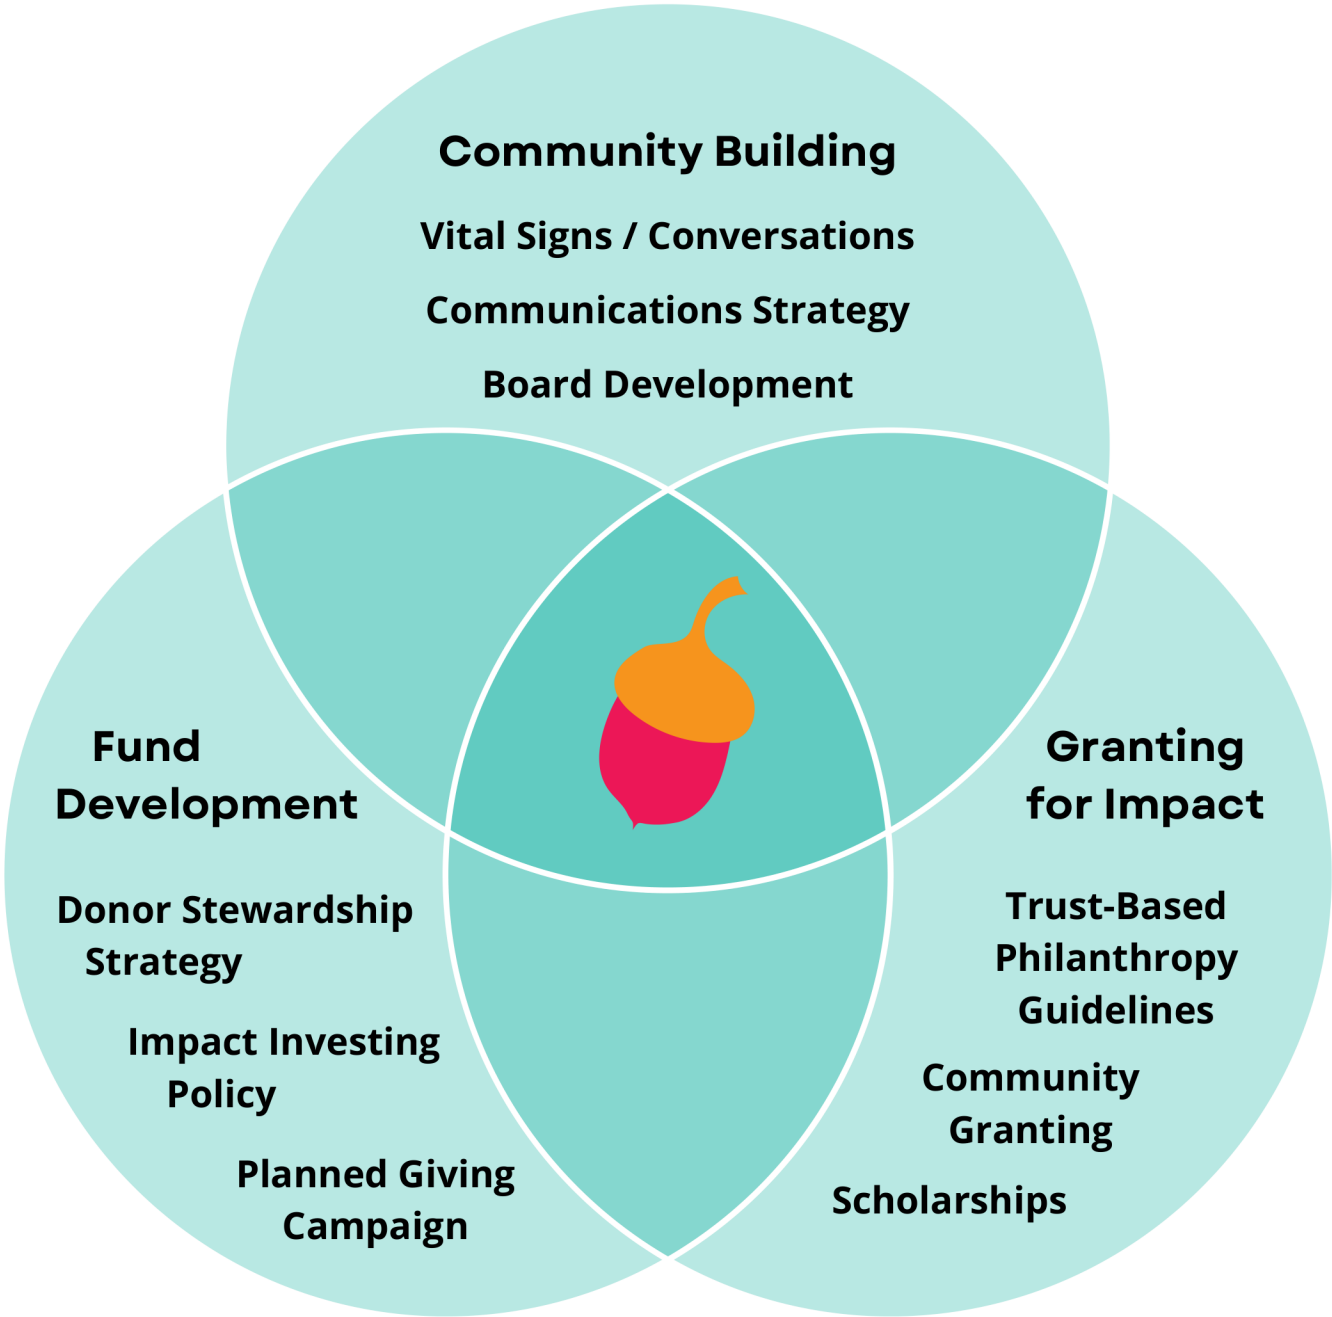 Community Building
Vital Signs / Conversations
Communications Strategy
Board Development
Fund
Development
Donor Stewardship
Strategy
Impact Investing
Policy
Planned Giving
Campaign
Granting
for Impact
Trust-Based
Philanthropy
Guidelines
Community
Granting
Scholarships